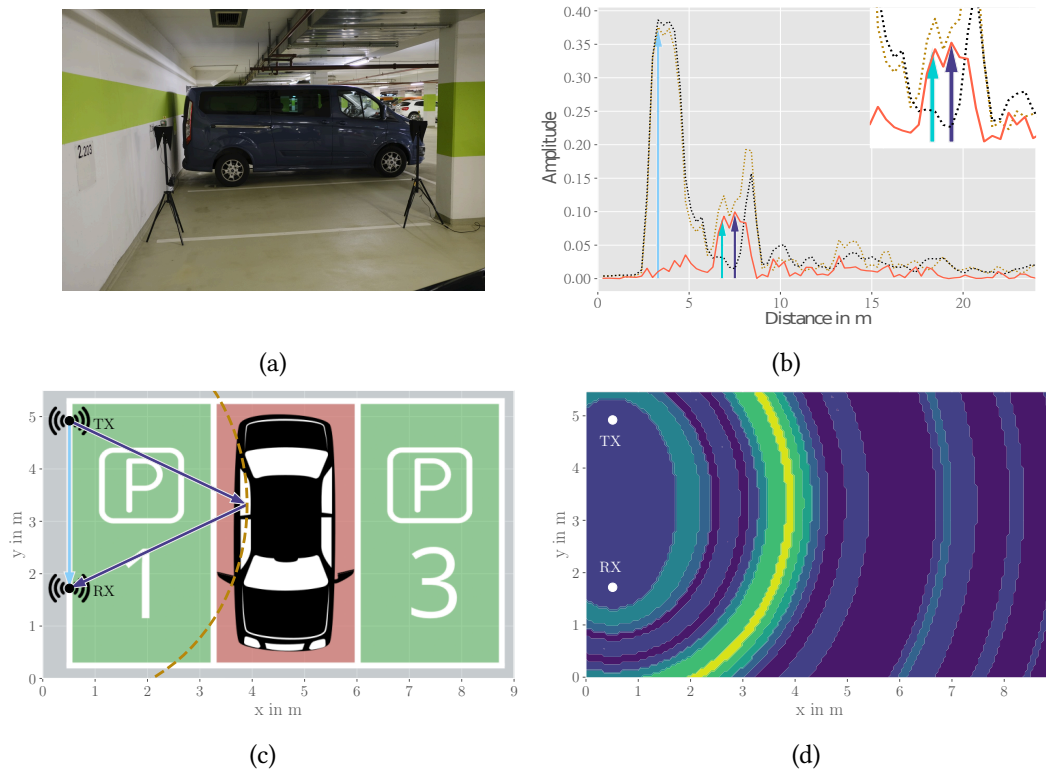 2.203
(a)
0.40
0.35
0.30
0.25
0.20
0.15
0.10
0.05
0.00
Amplitude
0 5 10 15 20
Distance in m
(b)
5
4
3
2
1
0
y in m
TX
RX
P
1
P
3
0 1 2 3 4 5 6 7 8 9
x in m
(c)
5
4
3
2
1
0
y in m
TX
RX
0 1 2 3 4 5 6 7 8
x in m
(d)